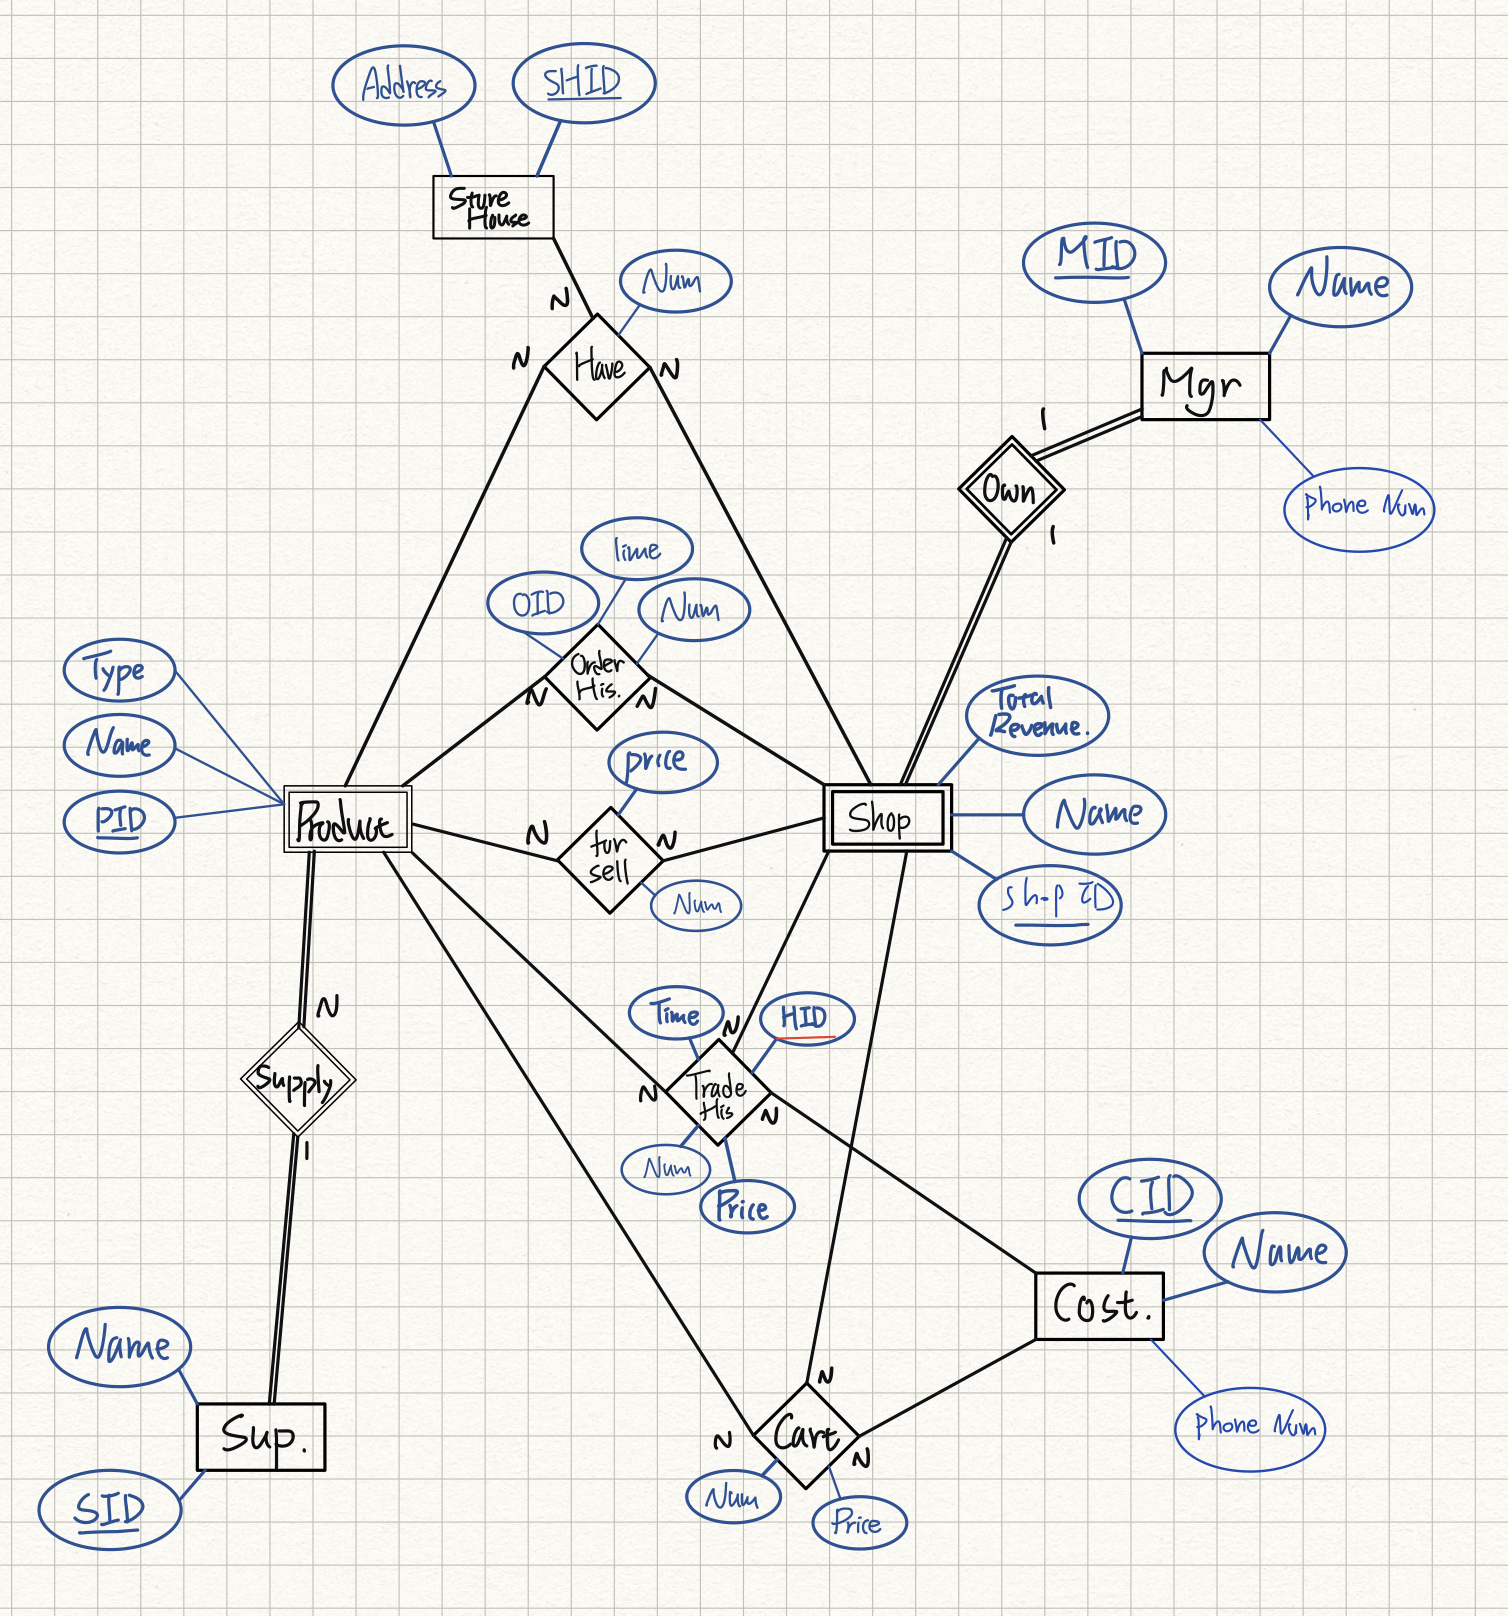 Address
SHID
Store
House
Num
N
N
Have
N
MID
Name
Mgr
1
Own
Phone Num
1
Time
OID
Num
Order
His.
N
N
Type
Name
PID
Product
price
N
for
sell
N
Num
Total
Revenue.
Shop
Name
Shop ID
N
Supply
1
Time
N
HID
N
Trade
His
N
Num
Price
CID
Name
Cost.
Phone Num
Name
Sup.
SID
N
N
Cart
N
Num
Price